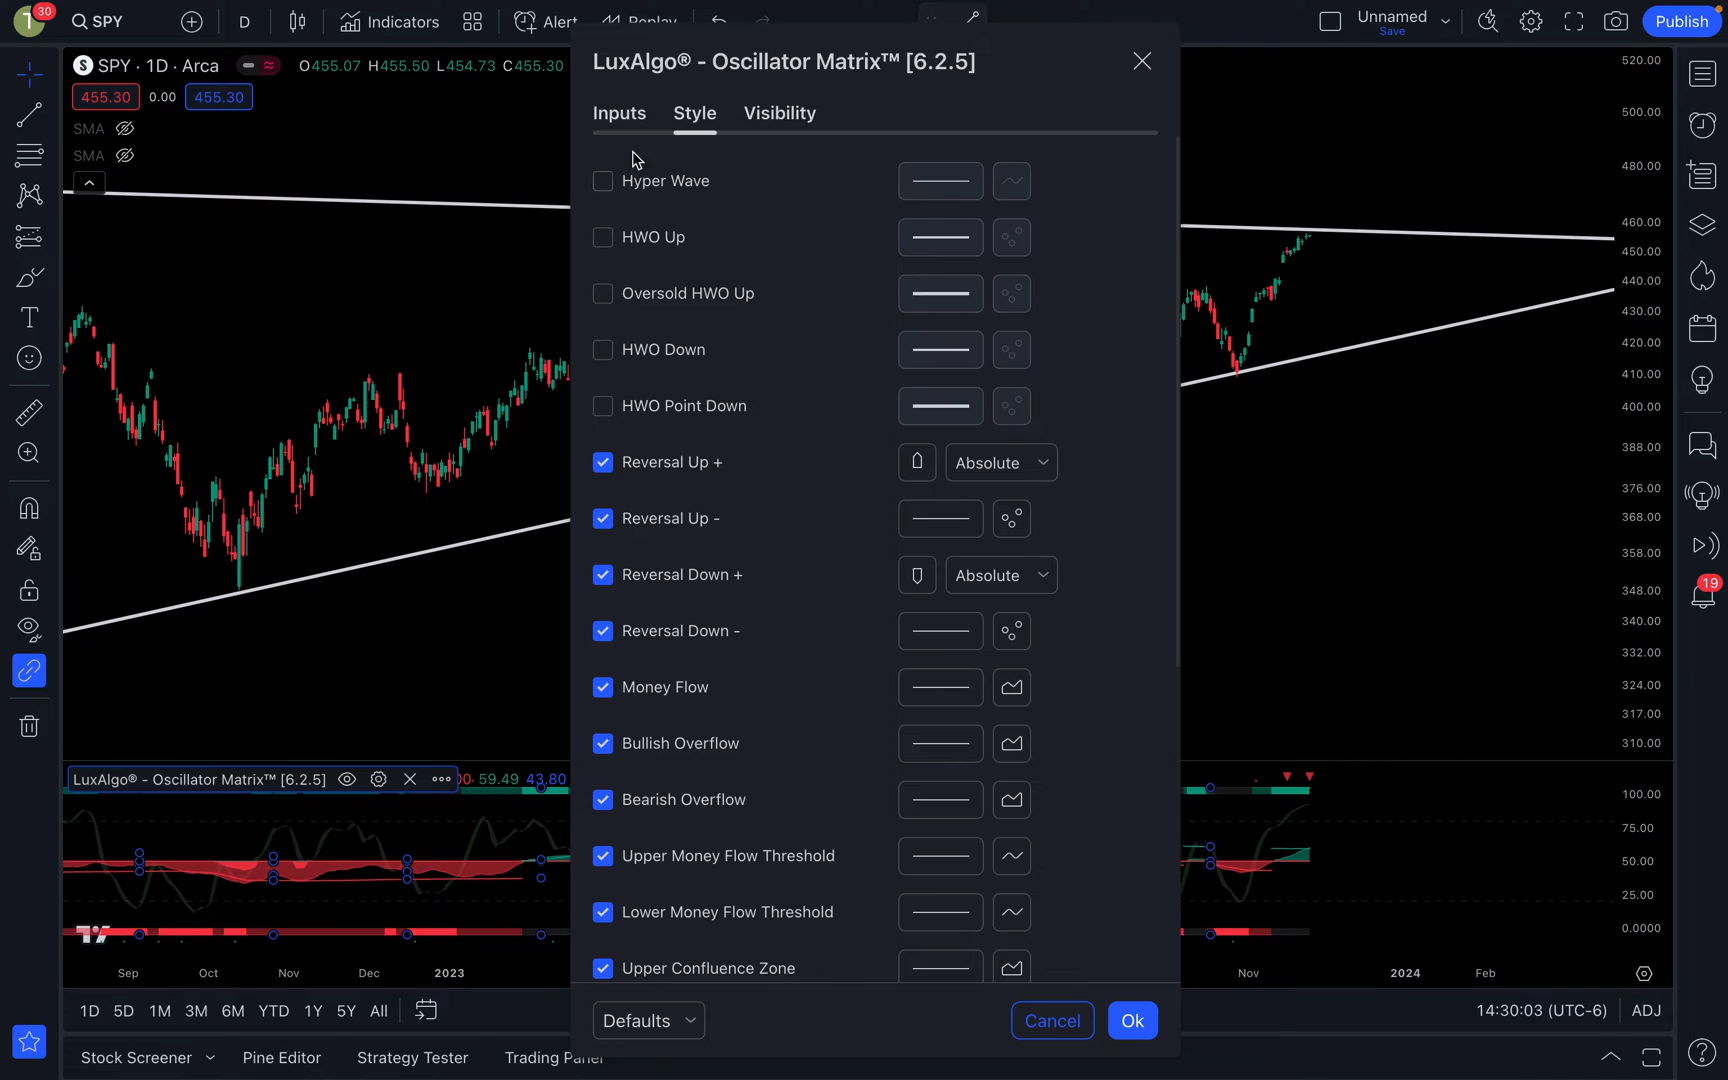 T
30
SPY
D
Indicators
Alert
Replay
Unnamed
Save
Publish
S
SPY · 1D · Arca
O455.07 H455.50 L454.73 C455.30
455.30
0.00
455.30
SMA
SMA
LuxAlgo® - Oscillator Matrix™ [6.2.5]
Inputs
Style
Visibility
Hyper Wave
HWO Up
Oversold HWO Up
HWO Down
HWO Point Down
Reversal Up +
Absolute
Reversal Up -
Reversal Down +
Absolute
Reversal Down -
Money Flow
Bullish Overflow
Bearish Overflow
Upper Money Flow Threshold
Lower Money Flow Threshold
Upper Confluence Zone
Defaults
Cancel
Ok
520.00
500.00
480.00
460.00
450.00
440.00
430.00
420.00
410.00
400.00
388.00
376.00
368.00
358.00
348.00
340.00
332.00
324.00
317.00
310.00
19
LuxAlgo® - Oscillator Matrix™ [6.2.5]
59.49 43.80
100.00
75.00
50.00
25.00
0.0000
Sep
Oct
Nov
Dec
2023
Nov
2024
Feb
1D
5D
1M
3M
6M
YTD
1Y
5Y
All
14:30:03 (UTC-6)
ADJ
Stock Screener
Pine Editor
Strategy Tester
Trading Panel